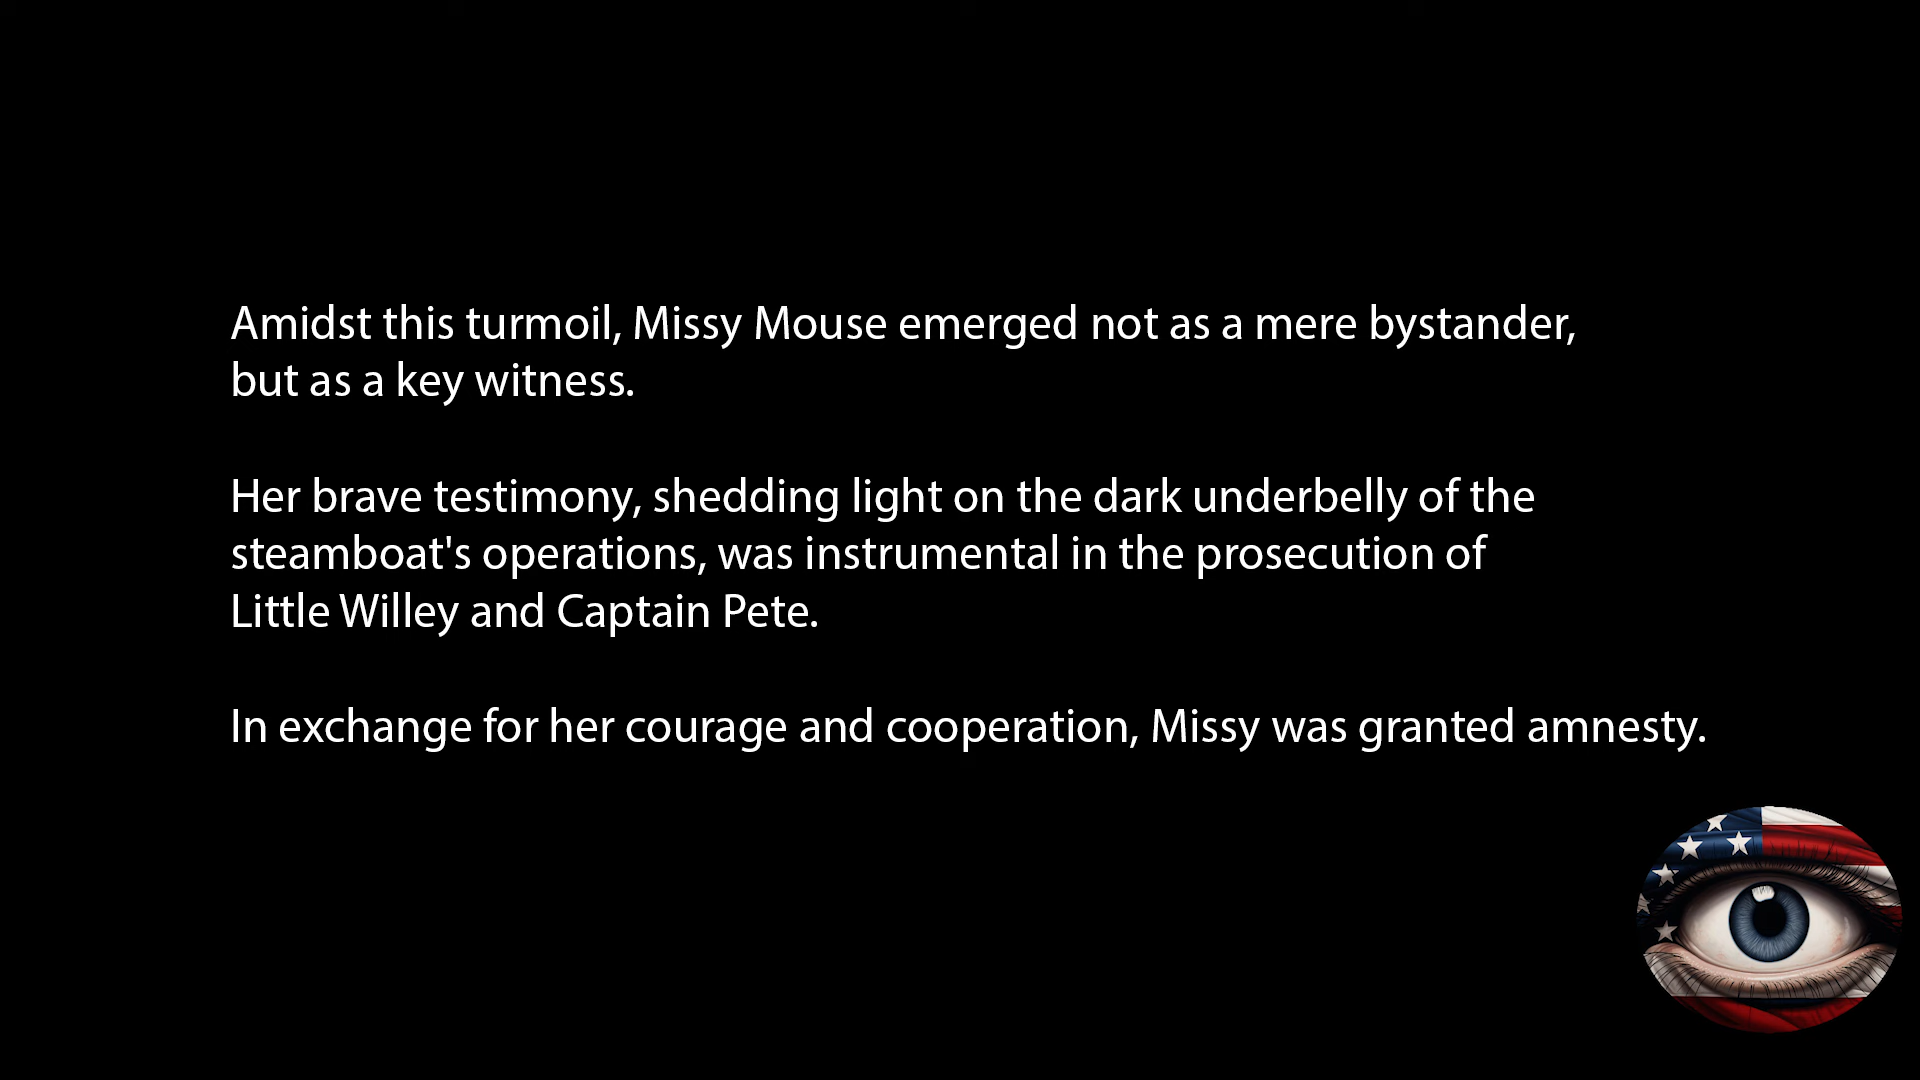 Amidst this turmoil, Missy Mouse emerged not as a mere bystander,
but as a key witness.
Her brave testimony, shedding light on the dark underbelly of the
steamboat's operations, was instrumental in the prosecution of
Little Willey and Captain Pete.
In exchange for her courage and cooperation, Missy was granted amnesty.